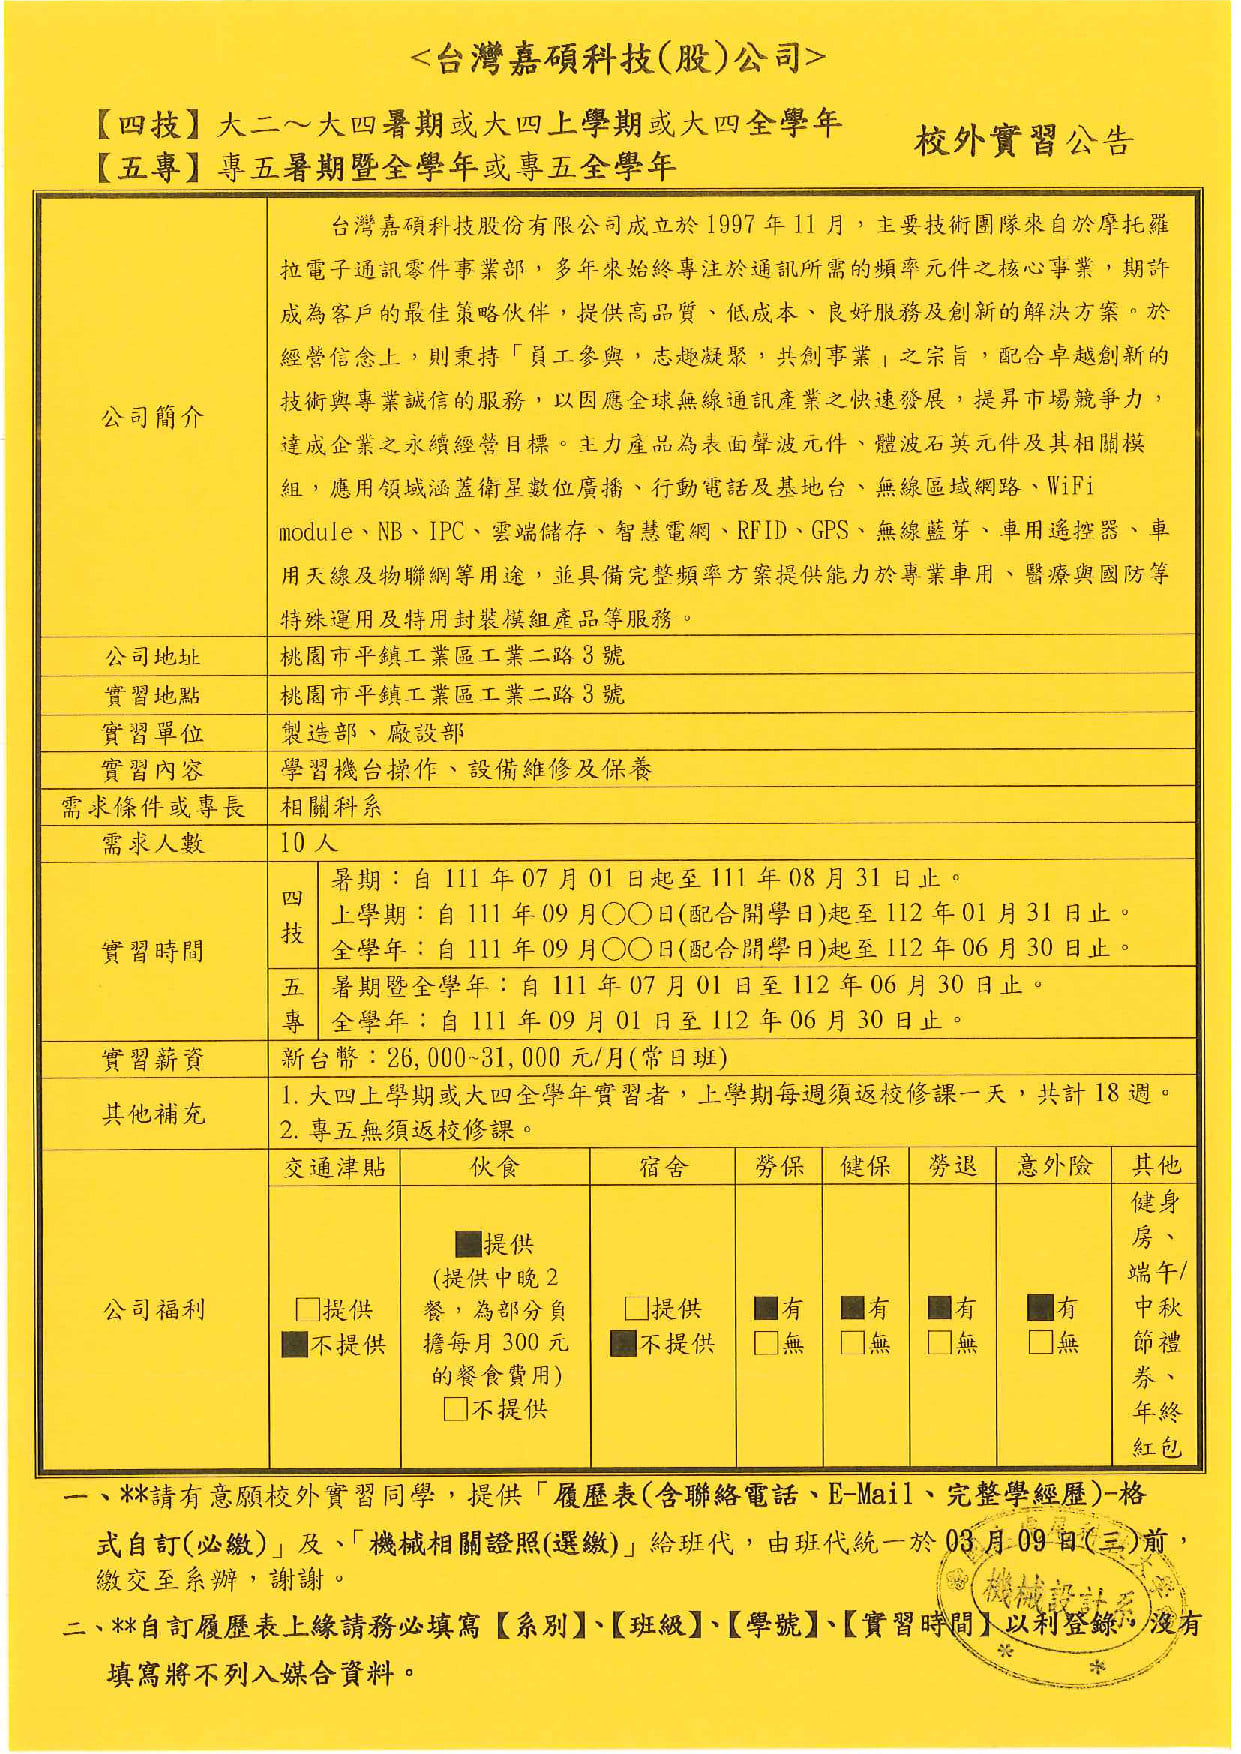 <台灣嘉碩科技(股)公司>
【四技】大二～大四暑期或大四上學期或大四全學年
【五專】專五暑期暨全學年或專五全學年
校外實習公告
公司簡介
台灣嘉碩科技股份有限公司成立於 1997 年 11 月，主要技術團隊來自於摩托羅
拉電子通訊零件事業部，多年來始終專注於通訊所需的頻率元件之核心事業，期許
成為客戶的最佳策略伙伴，提供高品質、低成本、良好服務及創新的解決方案。於
經營信念上，則秉持「員工參與，志趣凝聚，共創事業」之宗旨，配合卓越創新的
技術與專業誠信的服務，以因應全球無線通訊產業之快速發展，提昇市場競爭力，
達成企業之永續經營目標。主力產品為表面聲波元件、體波石英元件及其相關模
組，應用領域涵蓋衛星數位廣播、行動電話及基地台、無線區域網路、WiFi
module、NB、IPC、雲端儲存、智慧電網、RFID、GPS、無線藍芽、車用遙控器、車
用天線及物聯網等用途，並具備完整頻率方案提供能力於專業車用、醫療與國防等
特殊運用及特用封裝模組產品等服務。
公司地址 桃園市平鎮工業區工業二路 3 號
實習地點 桃園市平鎮工業區工業二路 3 號
實習單位 製造部、廠設部
實習內容 學習機台操作、設備維修及保養
需求條件或專長 相關科系
需求人數 10 人
實習時間
四技
暑期：自 111 年 07 月 01 日起至 111 年 08 月 31 日止。
上學期：自 111 年 09 月○○日(配合開學日)起至 112 年 01 月 31 日止。
全學年：自 111 年 09 月○○日(配合開學日)起至 112 年 06 月 30 日止。
五專
暑期暨全學年：自 111 年 07 月 01 日至 112 年 06 月 30 日止。
全學年：自 111 年 09 月 01 日至 112 年 06 月 30 日止。
實習薪資 新台幣：26,000~31,000 元/月(常日班)
其他補充
1. 大四上學期或大四全學年實習者，上學期每週須返校修課一天，共計 18 週。
2. 專五無須返校修課。
公司福利
交通津貼 伙食 宿舍 勞保 健保 勞退 意外險 其他
□提供
■不提供
■提供
(提供中晚 2
餐，為部分負
擔每月 300 元
的餐食費用)
□不提供
□提供
■不提供
■有
□無
■有
□無
■有
□無
■有
□無
健身
房、
端午/
中秋
節禮
券、
年終
紅包
一、**請有意願校外實習同學，提供「履歷表(含聯絡電話、E-Mail、完整學經歷)-格
式自訂(必繳)」及、「機械相關證照(選繳)」給班代，由班代統一於 03 月 09 日(三)前，
繳交至系辦，謝謝。
二、**自訂履歷表上緣請務必填寫【系別】、【班級】、【學號】、【實習時間】以利登錄，沒有
填寫將不列入媒合資料。
機械設計系